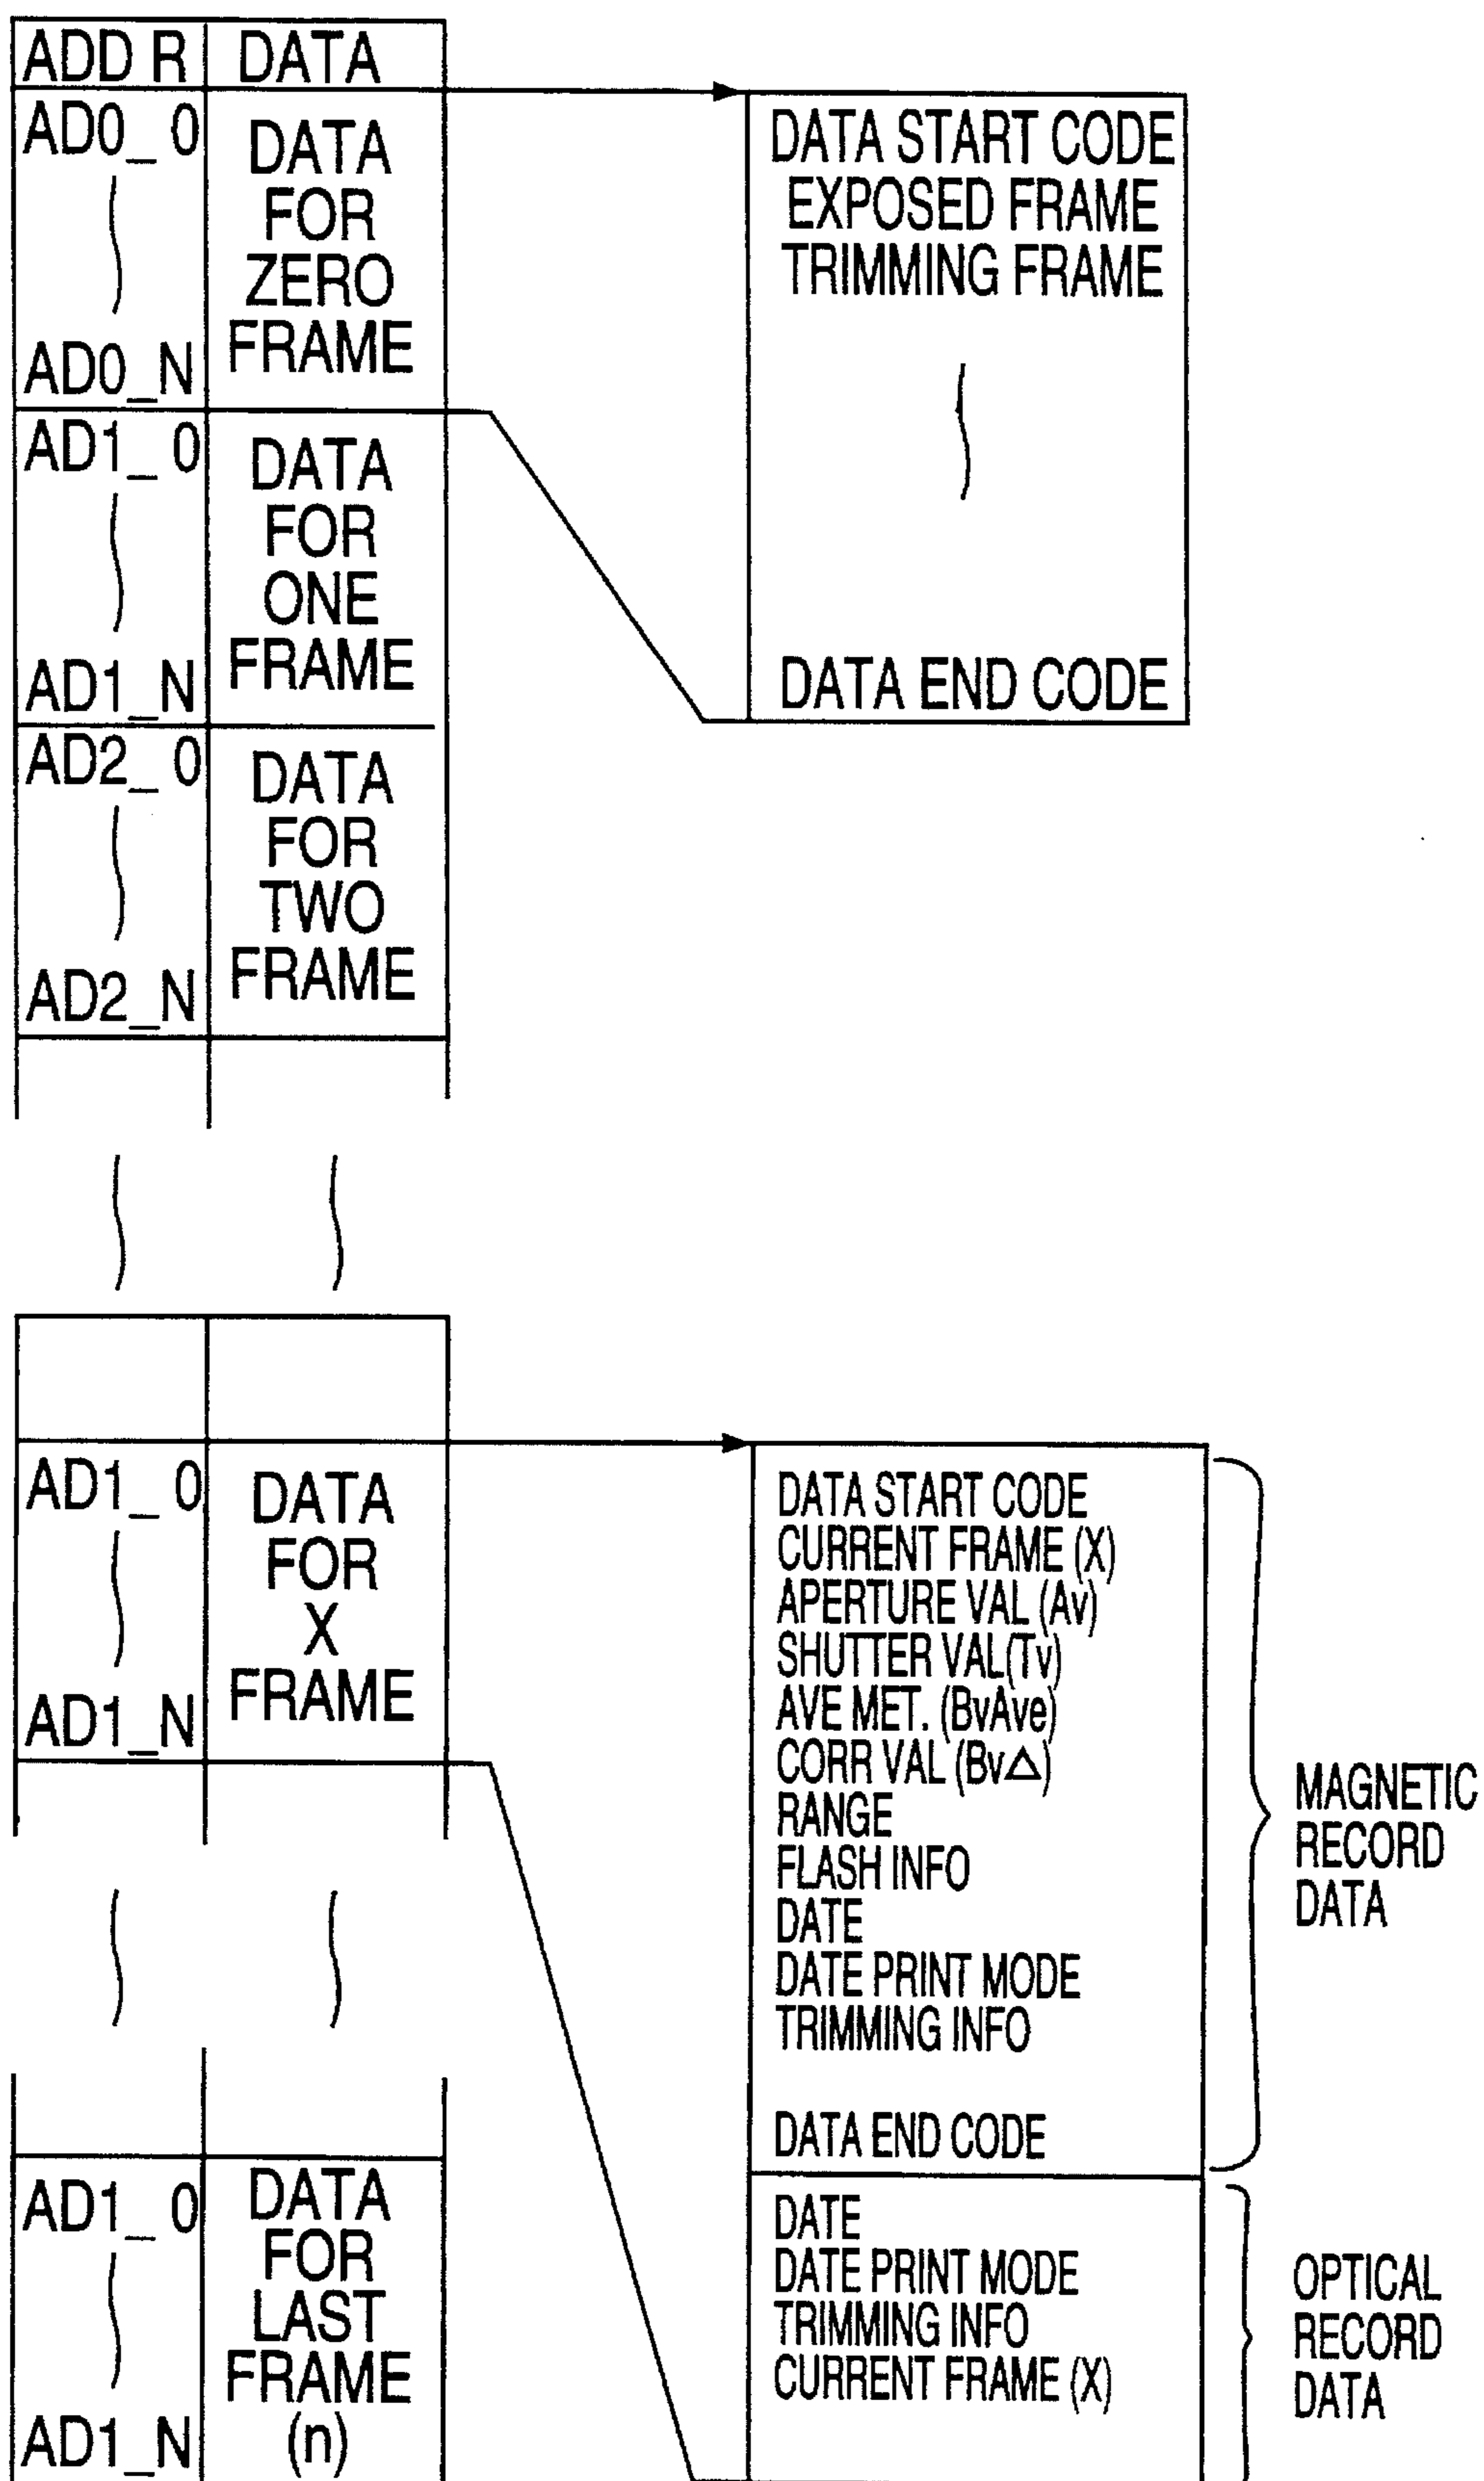 ADD R DATA
AD0_0
DATA
FOR
ZERO
FRAME
AD0_N
AD1_0
DATA
FOR
ONE
FRAME
AD1_N
AD2_0
DATA
FOR
TWO
FRAME
AD2_N
DATA START CODE
EXPOSED FRAME
TRIMMING FRAME
DATA END CODE
AD1_0
DATA
FOR
X
FRAME
AD1_N
DATA START CODE
CURRENT FRAME (X)
APERTURE VAL (Av)
SHUTTER VAL(Tv)
AVE MET. (BvAve)
CORR VAL (Bv△)
RANGE
FLASH INFO
DATE
DATE PRINT MODE
TRIMMING INFO
DATA END CODE
MAGNETIC
RECORD
DATA
AD1_0
DATA
FOR
LAST
FRAME
(n)
AD1_N
DATE
DATE PRINT MODE
TRIMMING INFO
CURRENT FRAME (X)
OPTICAL
RECORD
DATA